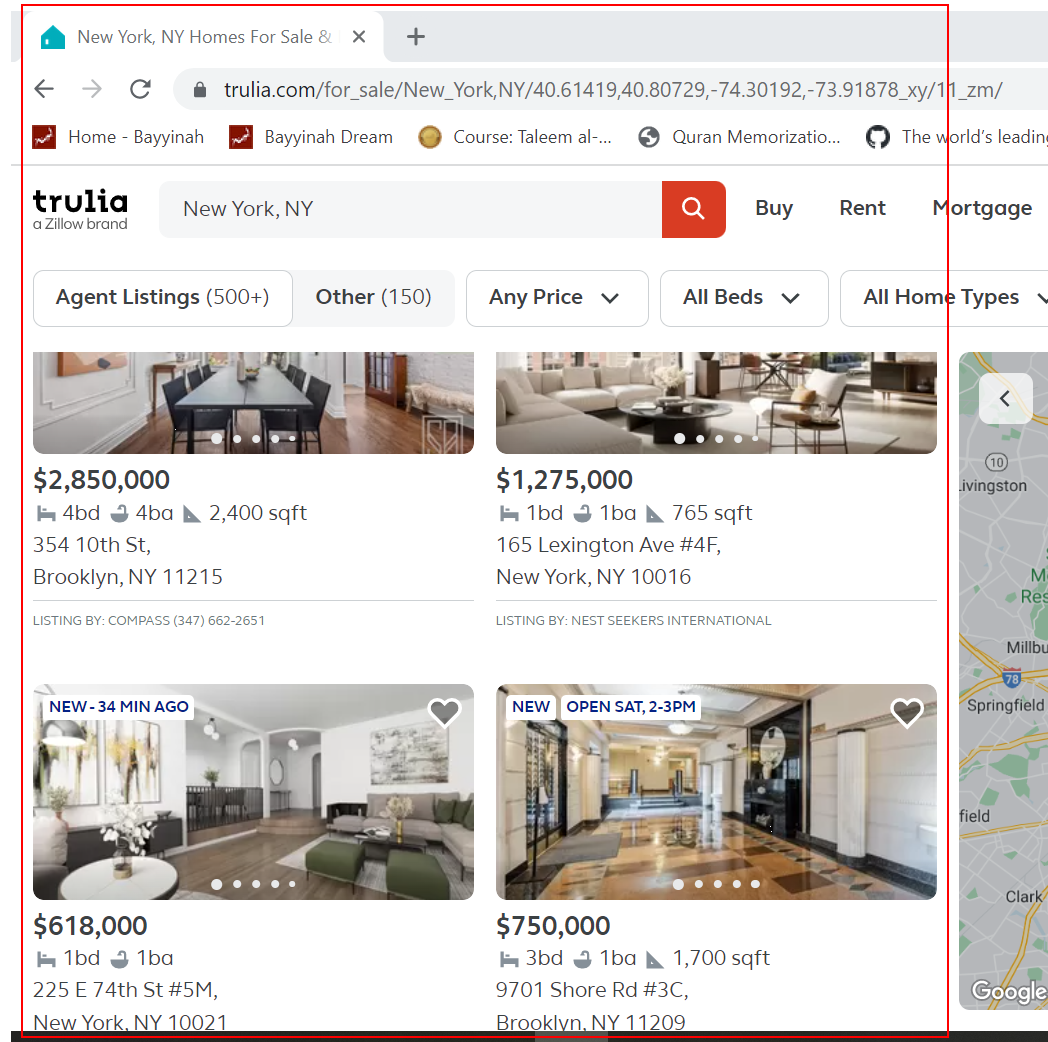 New York, NY Homes For Sale &
trulia.com/for_sale/New_York,NY/40.61419,40.80729,-74.30192,-73.91878_xy/11_zm/
Home - Bayyinah Bayyinah Dream Course: Taleem al-... Quran Memorizatio... The world's leading
trulia
a Zillow brand
New York, NY
Buy Rent Mortgage
Agent Listings (500+) Other (150) Any Price All Beds All Home Types
$2,850,000
4bd 4ba 2,400 sqft
354 10th St,
Brooklyn, NY 11215
LISTING BY: COMPASS (347) 662-2651
$1,275,000
1bd 1ba 765 sqft
165 Lexington Ave #4F,
New York, NY 10016
LISTING BY: NEST SEEKERS INTERNATIONAL
NEW - 34 MIN AGO
$618,000
1bd 1ba
225 E 74th St #5M,
New York, NY 10021
NEW OPEN SAT, 2-3PM
$750,000
3bd 1ba 1,700 sqft
9701 Shore Rd #3C,
Brooklyn, NY 11209
10
Livingston
Millbu
78
Springfield
field
Clark
Google